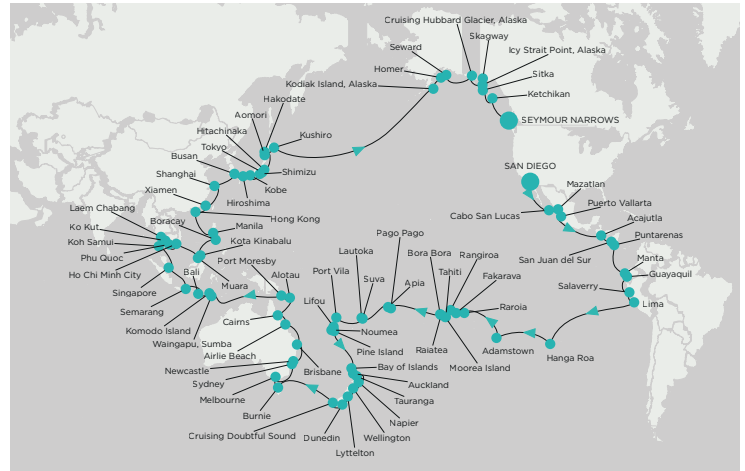 Cruising Hubbard Glacier, Alaska
Skagway
Seward
Icy Strait Point, Alaska
Homer
Sitka
Kodiak Island, Alaska
Ketchikan
Hakodate
Aomori
SEYMOUR NARROWS
Hitachinaka
Kushiro
Tokyo
Busan
SAN DIEGO
Shanghai
Shimizu
Mazatlan
Kobe
Xiamen
Hiroshima
Puerto Vallarta
Laem Chabang
Hong Kong
Cabo San Lucas
Acajutla
Ko Kut
Boracay
Manila
Pago Pago
Puntarenas
Koh Samui
Kota Kinabalu
Lautoka
Bora Bora
Rangiroa
San Juan del Sur
Phu Quoc
Port Moresby
Manta
Ho Chi Minh City
Bali
Alotau
Port Vila
Suva
Apia
Tahiti
Fakarava
Guayaquil
Singapore
Muara
Salaverry
Semarang
Lifou
Raroia
Lima
Komodo Island
Cairns
Noumea
Waingapu, Sumba
Pine Island
Raiatea
Adamstown
Airlie Beach
Moorea Island
Hanga Roa
Newcastle
Brisbane
Bay of Islands
Sydney
Auckland
Melbourne
Tauranga
Burnie
Napier
Cruising Doubtful Sound
Dunedin
Wellington
Lyttelton